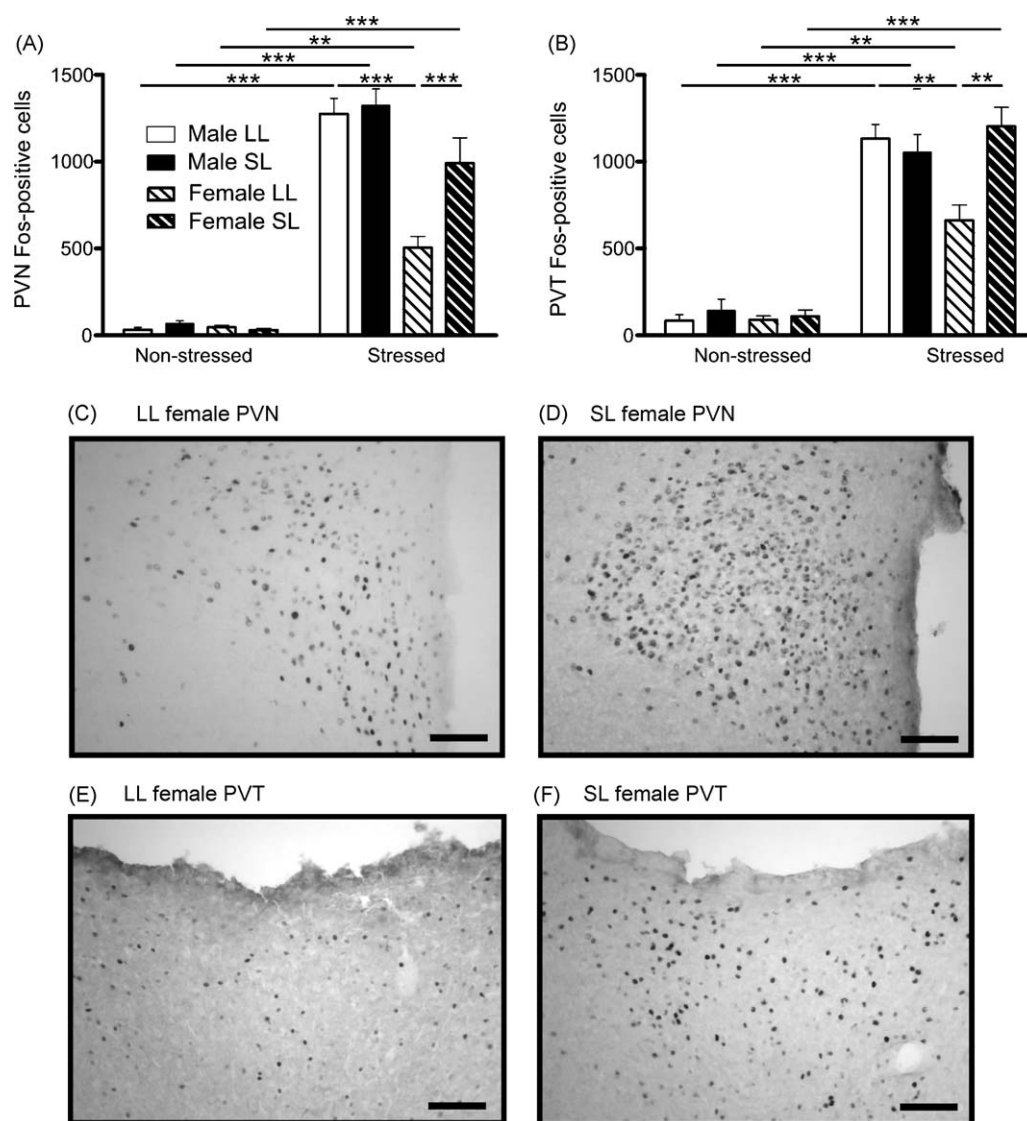 (A)
***
**
***
***
***
***
1500
1000
500
0
PVN Fos-positive cells
Male LL
Male SL
Female LL
Female SL
Non-stressed
Stressed
(B)
***
**
***
***
**
**
1500
1000
500
0
PVT Fos-positive cells
Non-stressed
Stressed
(C) LL female PVN
(D) SL female PVN
(E) LL female PVT
(F) SL female PVT